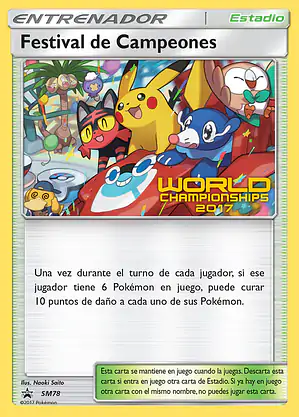 ENTRENADOR
Estadio
Festival de Campeones
WORLD
CHAMPIONSHIPS
2017
Una vez durante el turno de cada jugador, si ese
jugador tiene 6 Pokémon en juego, puede curar
10 puntos de daño a cada uno de sus Pokémon.
Ilus. Naoki Saito
SM78
©2017 Pokémon
Esta carta se mantiene en juego cuando la juegas. Descarta esta
carta si entra en juego otra carta de Estadio. Si ya hay en juego
otra carta con el mismo nombre, no puedes jugar esta carta.